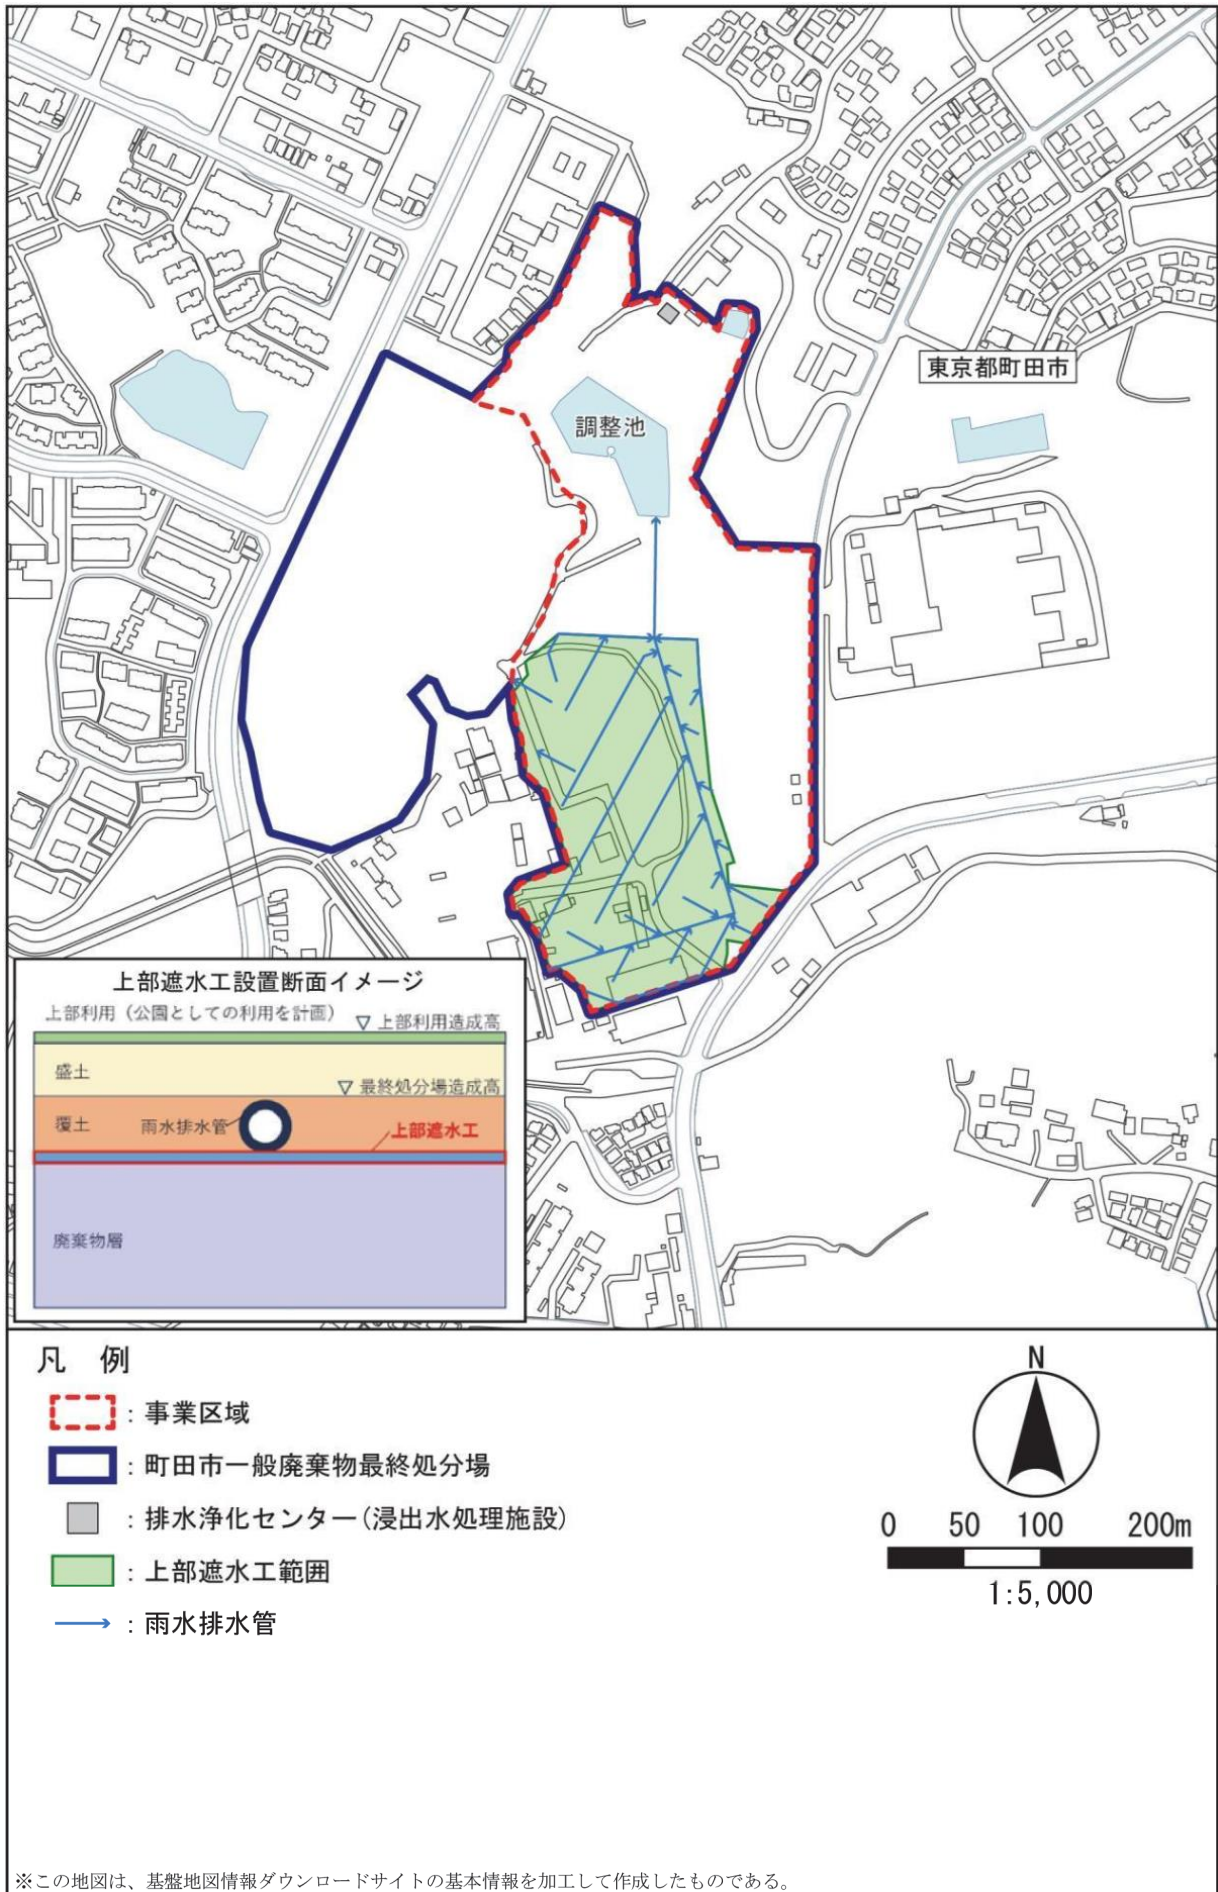 東京都町田市
調整池
上部遮水工設置断面イメージ
上部利用（公園としての利用を計画）
▽ 上部利用造成高
盛土
▽ 最終処分場造成高
覆土
雨水排水管
上部遮水工
廃棄物層
凡 例
：事業区域
：町田市一般廃棄物最終処分場
：排水浄化センター(浸出水処理施設)
：上部遮水工範囲
：雨水排水管
N
0 50 100 200m
1:5,000
※この地図は、基盤地図情報ダウンロードサイトの基本情報を加工して作成したものである。